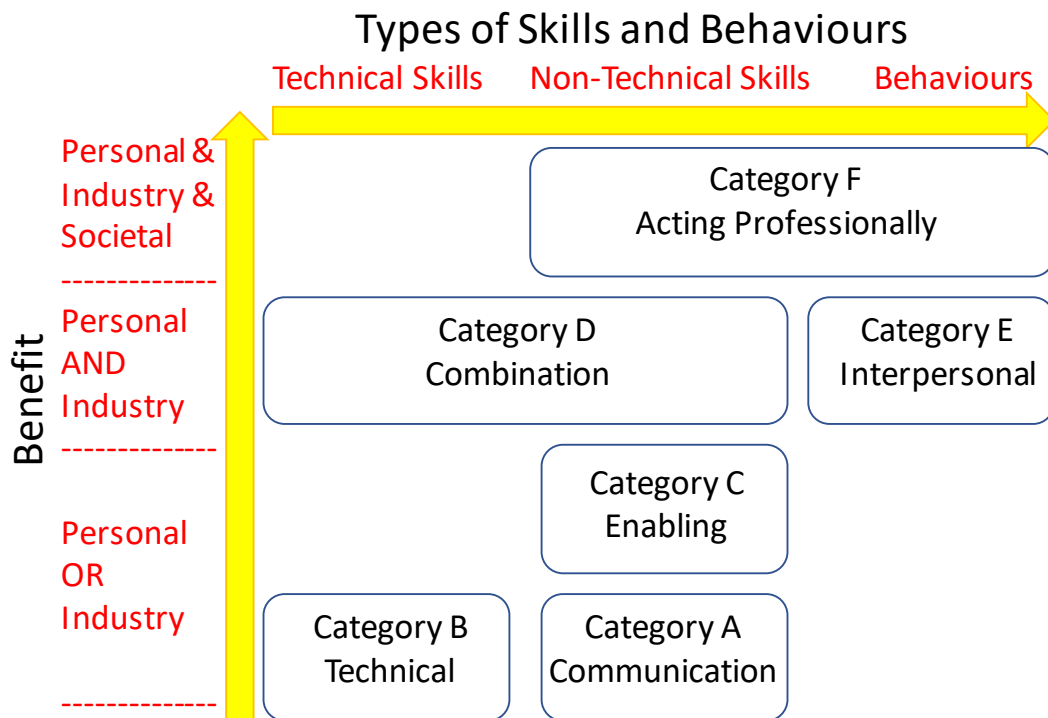 Types of Skills and Behaviours
Technical Skills
Non-Technical Skills
Behaviours
Benefit
Personal &
Industry &
Societal
--------------
Category F
Acting Professionally
Personal
AND
Industry
--------------
Category D
Combination
Category E
Interpersonal
Personal
OR
Industry
--------------
Category C
Enabling
Category B
Technical
Category A
Communication